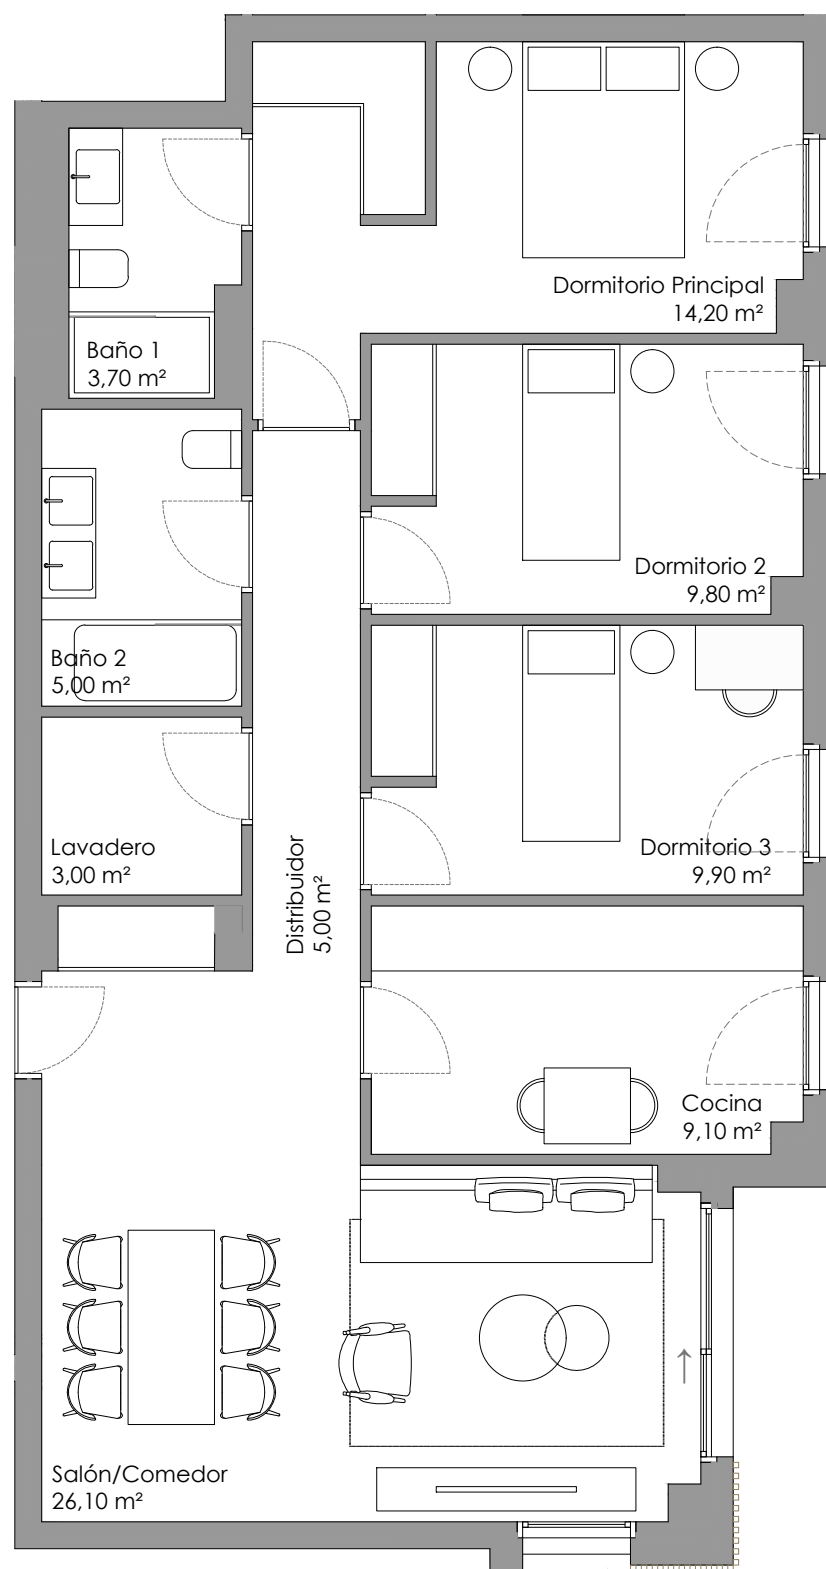 Dormitorio Principal
14,20 m²
Baño 1
3,70 m²
Dormitorio 2
9,80 m²
Baño 2
5,00 m²
Lavadero
3,00 m²
Distribuidor
5,00 m²
Dormitorio 3
9,90 m²
Cocina
9,10 m²
Salón/Comedor
26,10 m²